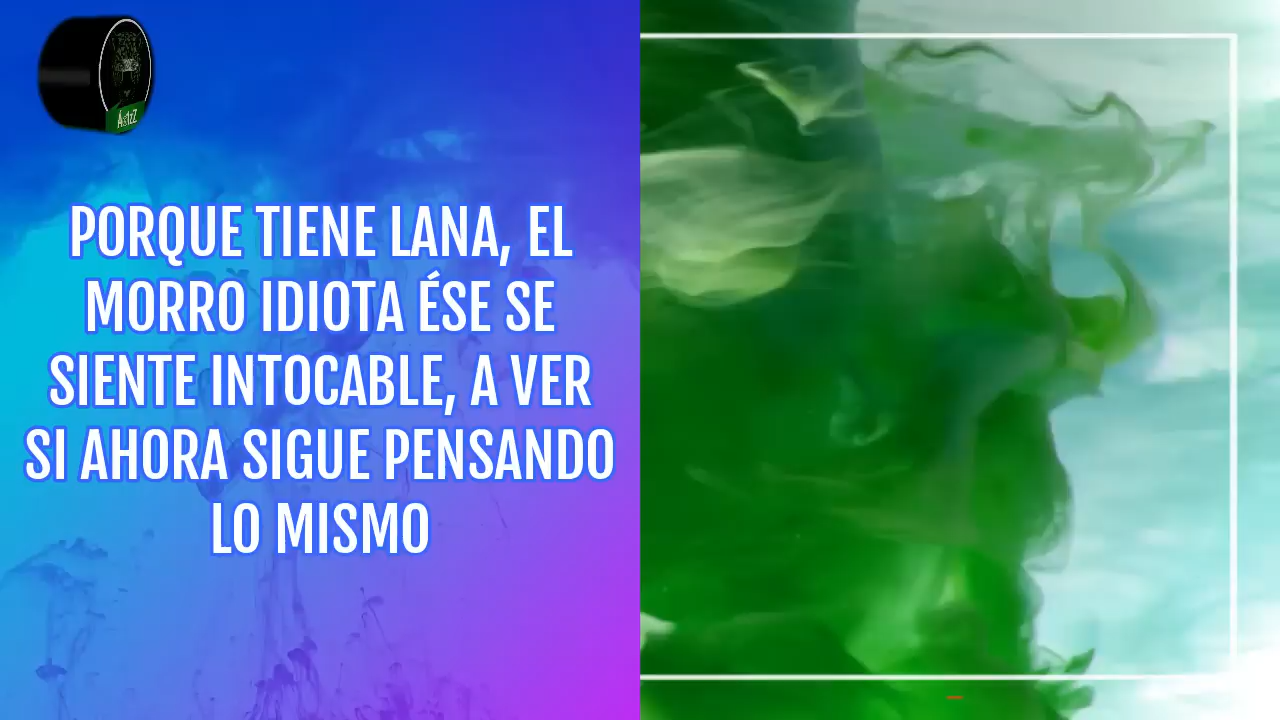 PORQUE TIENE LANA, EL
MORRO IDIOTA ÉSE SE
SIENTE INTOCABLE, A VER
SI AHORA SIGUE PENSANDO
LO MISMO